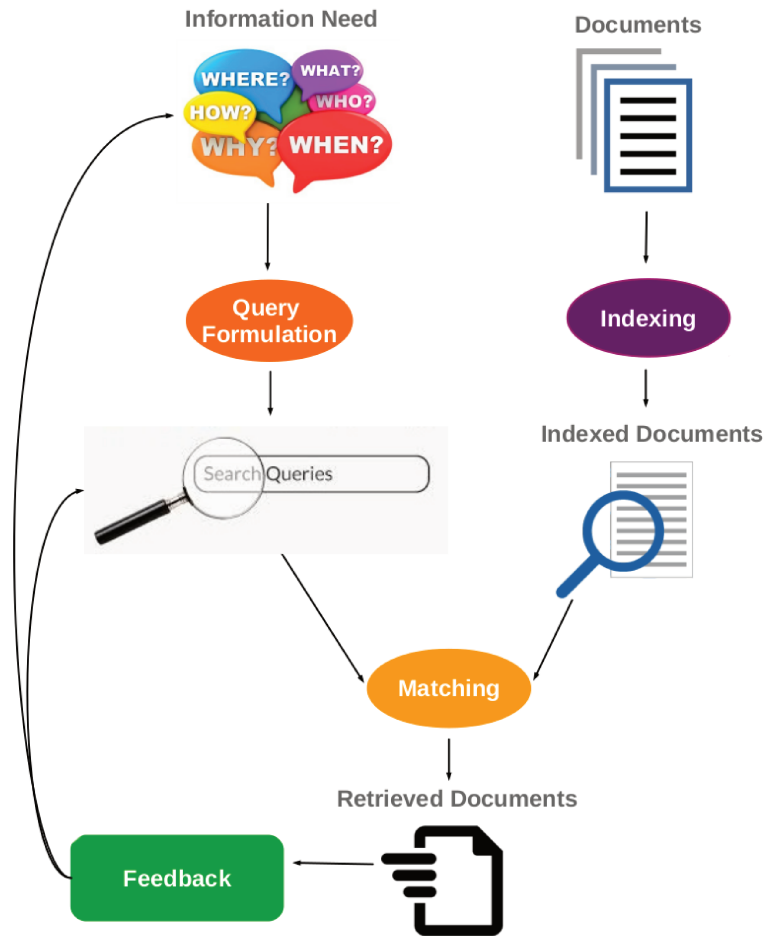 Information Need
Documents
WHERE?
WHAT?
HOW?
WHO?
WHY?
WHEN?
Query
Formulation
Indexing
Indexed Documents
Search Queries
Matching
Retrieved Documents
Feedback